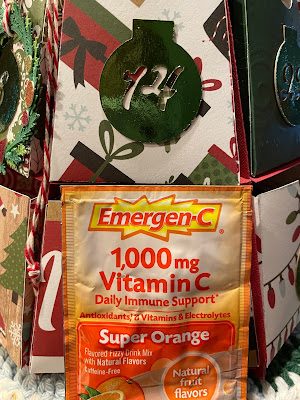 14
Emergen-C®
1,000 mg
Vitamin C
Daily Immune Support*
Antioxidants,* B Vitamins & Electrolytes
Super Orange
Flavored Fizzy Drink Mix
with Natural Flavors
Caffeine-Free
Natural
fruit
flavors